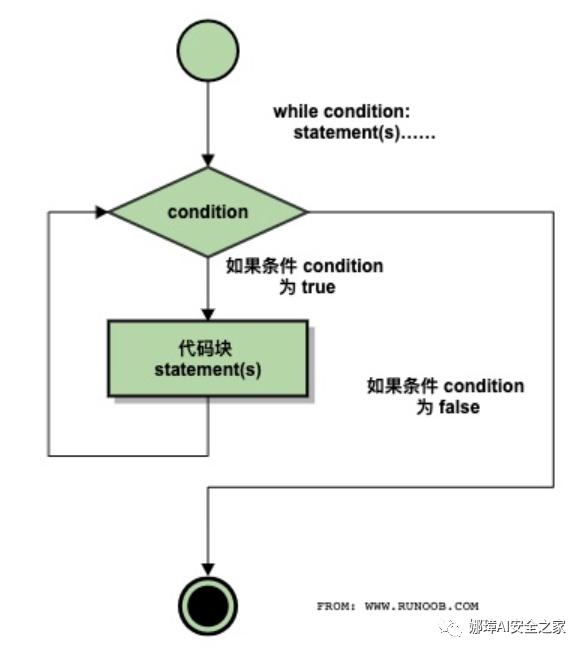 while condition:
statement(s)……
condition
如果条件 condition
为 true
代码块
statement(s)
如果条件 condition
为 false
FROM: WWW.RUNOOB.COM
娜璋AI安全之家